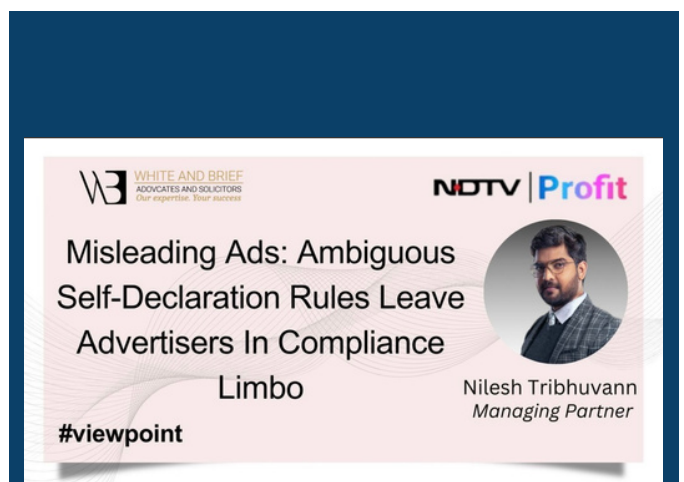 WHITE AND BRIEF
ADOVCATES AND SOLICITORS
Our expertise. Your success
NDTV | Profit
Misleading Ads: Ambiguous
Self-Declaration Rules Leave
Advertisers In Compliance
Limbo
Nilesh Tribhuvann
Managing Partner
#viewpoint